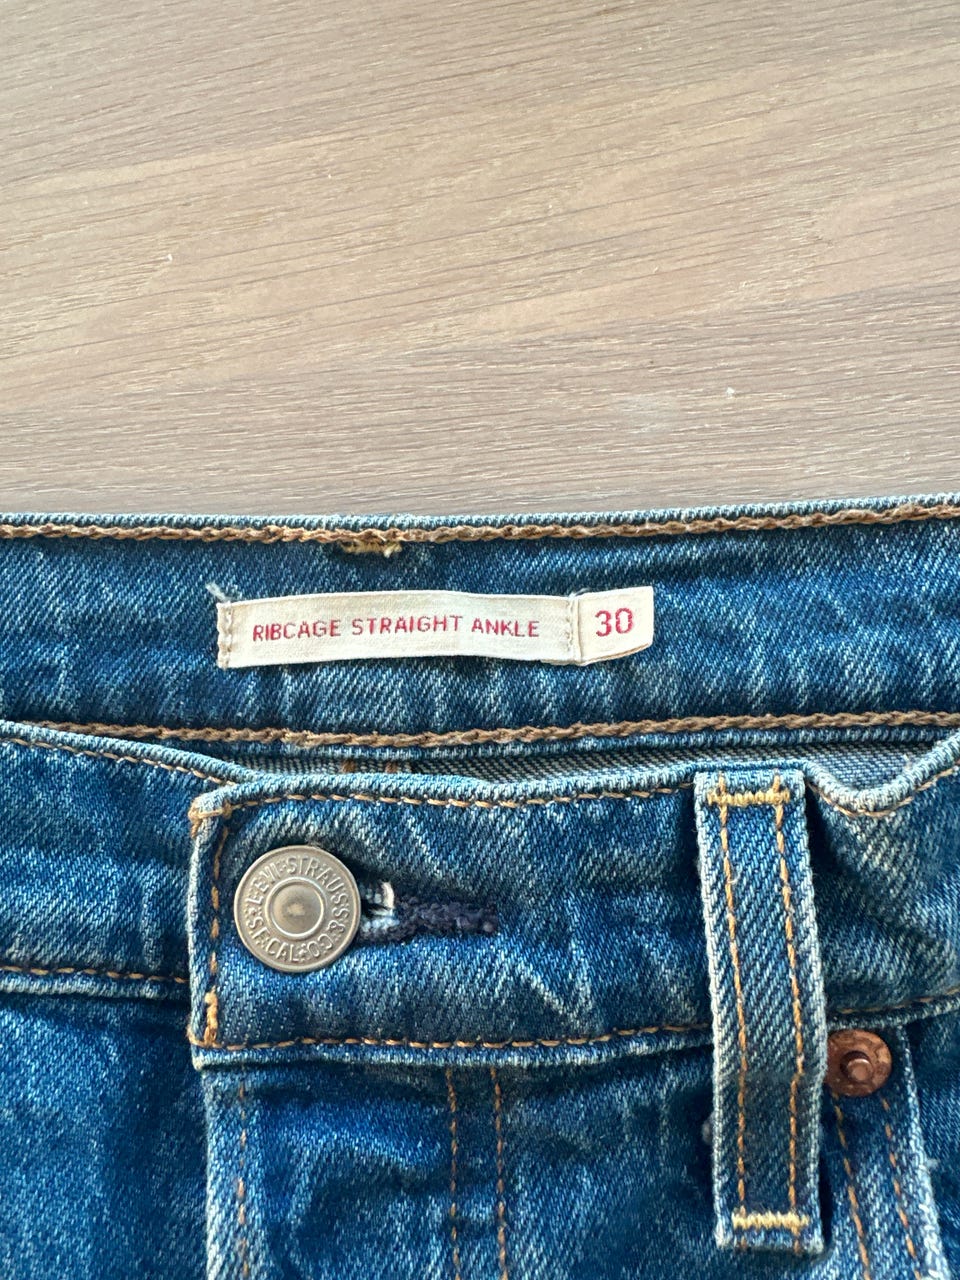 RIBCAGE STRAIGHT ANKLE 30
LEVI STRAUSS & CO. S.F. CAL.